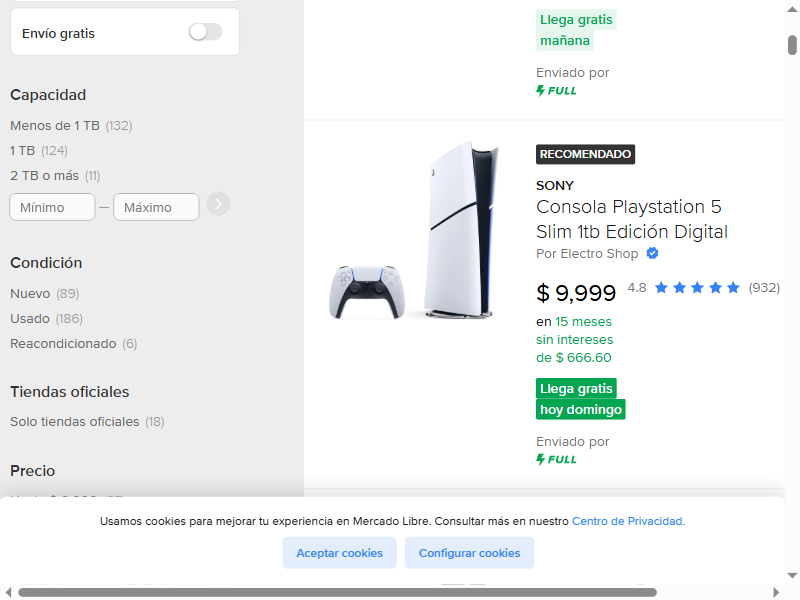 Envío gratis
Capacidad
Menos de 1 TB (132)
1 TB (124)
2 TB o más (11)
Mínimo — Máximo
Condición
Nuevo (89)
Usado (186)
Reacondicionado (6)
Tiendas oficiales
Solo tiendas oficiales (18)
Precio
Llega gratis
mañana
Enviado por
FULL
RECOMENDADO
SONY
Consola Playstation 5
Slim 1tb Edición Digital
Por Electro Shop
$ 9,999 4.8 (932)
en 15 meses
sin intereses
de $ 666.60
Llega gratis
hoy domingo
Enviado por
FULL
Usamos cookies para mejorar tu experiencia en Mercado Libre. Consultar más en nuestro Centro de Privacidad.
Aceptar cookies
Configurar cookies